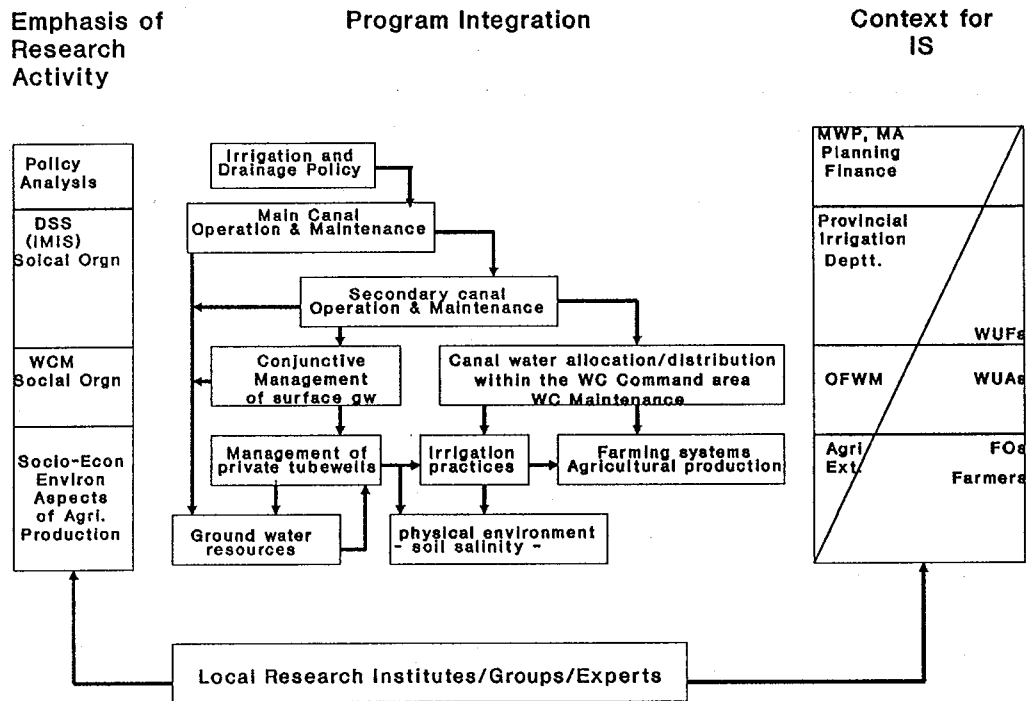 Emphasis of
Research
Activity
Program Integration
Context for
IS
Policy
Analysis
DSS
(IMIS)
Soical Orgn
WCM
Social Orgn
Socio-Econ
Environ
Aspects
of Agri.
Production
Irrigation and
Drainage Policy
Main Canal
Operation & Maintenance
Secondary canal
Operation & Maintenance
Conjunctive
Management
of surface gw
Canal water allocation/distribution
within the WC Command area
WC Maintenance
Management of
private tubewells
Irrigation
practices
Farming systems
Agricultural production
Ground water
resources
physical environment
- soil salinity -
MWP, MA
Planning
Finance
Provincial
Irrigation
Deptt.
WUFs
OFWM
WUAs
Agri
Ext.
FOs
Farmers
Local Research Institutes/Groups/Experts